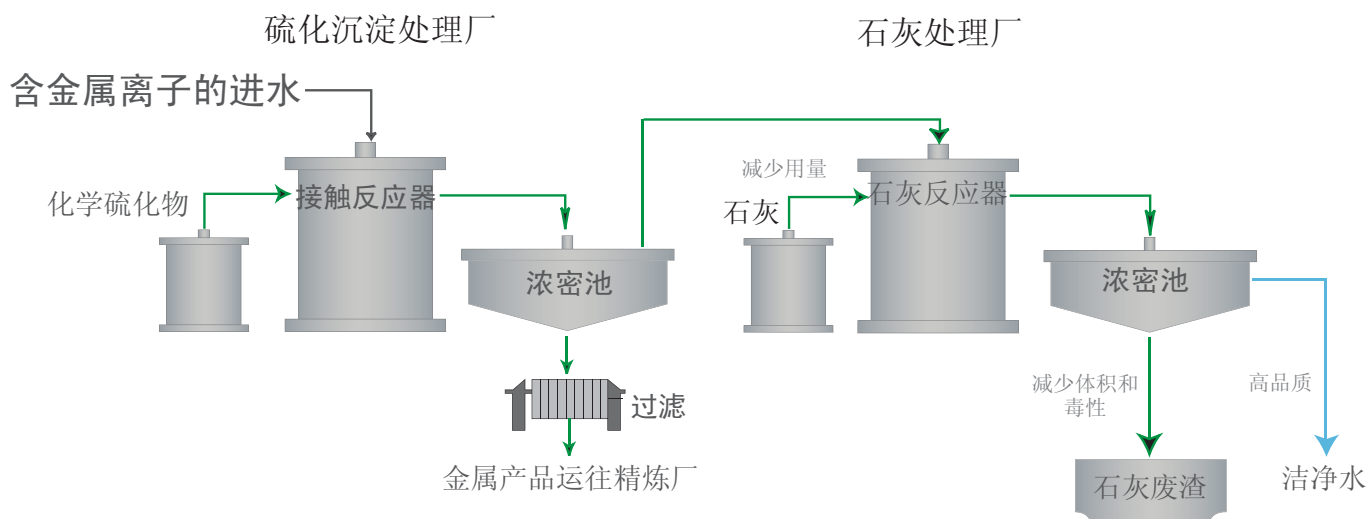 硫化沉淀处理厂
石灰处理厂
含金属离子的进水
化学硫化物
接触反应器
浓密池
过滤
金属产品运往精炼厂
减少用量
石灰
石灰反应器
浓密池
减少体积和
毒性
高品质
石灰废渣
洁净水